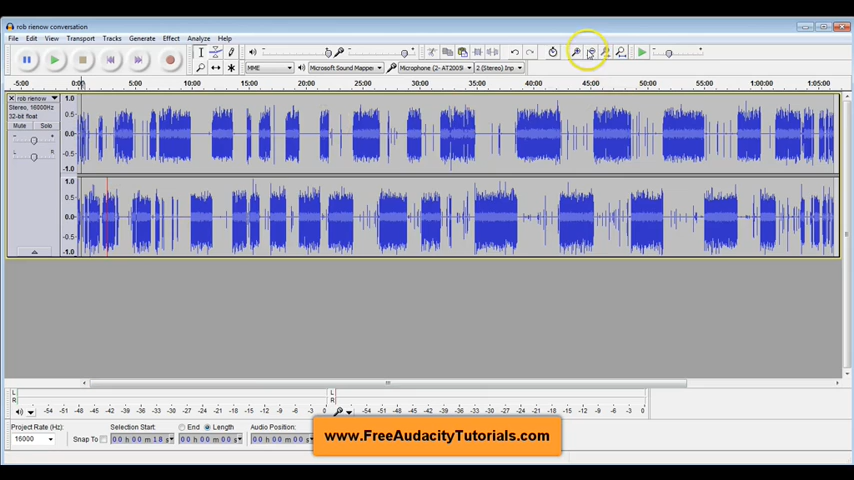 rob rienow conversation
File Edit View Transport Tracks Generate Effect Analyze Help
MME Microsoft Sound Mapper Microphone (2- AT2005 2 (Stereo) Inp
-5:00 0:00 5:00 10:00 15:00 20:00 25:00 30:00 35:00 40:00 45:00 50:00 55:00 1:00:00 1:05:00
rob rienow
Stereo, 16000Hz
32-bit float
Mute Solo
- +
L R
1.0
0.5
0.0
-0.5
-1.0
1.0
0.5
0.0
-0.5
-1.0
L L
R R
-54 -51 -48 -45 -42 -39 -36 -33 -30 -27 -24 -21 -18 -15 -12 -9 -6 -3 0 -54 -51 -48 -45 -42 -39 -36 -33 -30 -27 -24 -21 -18 -15 -12 -9 -6 -3 0
Project Rate (Hz): Selection Start: End Length Audio Position:
16000 Snap To 00 h 00 m 18 s 00 h 00 m 00 s 00 h 00 m 00 s
www.FreeAudacityTutorials.com